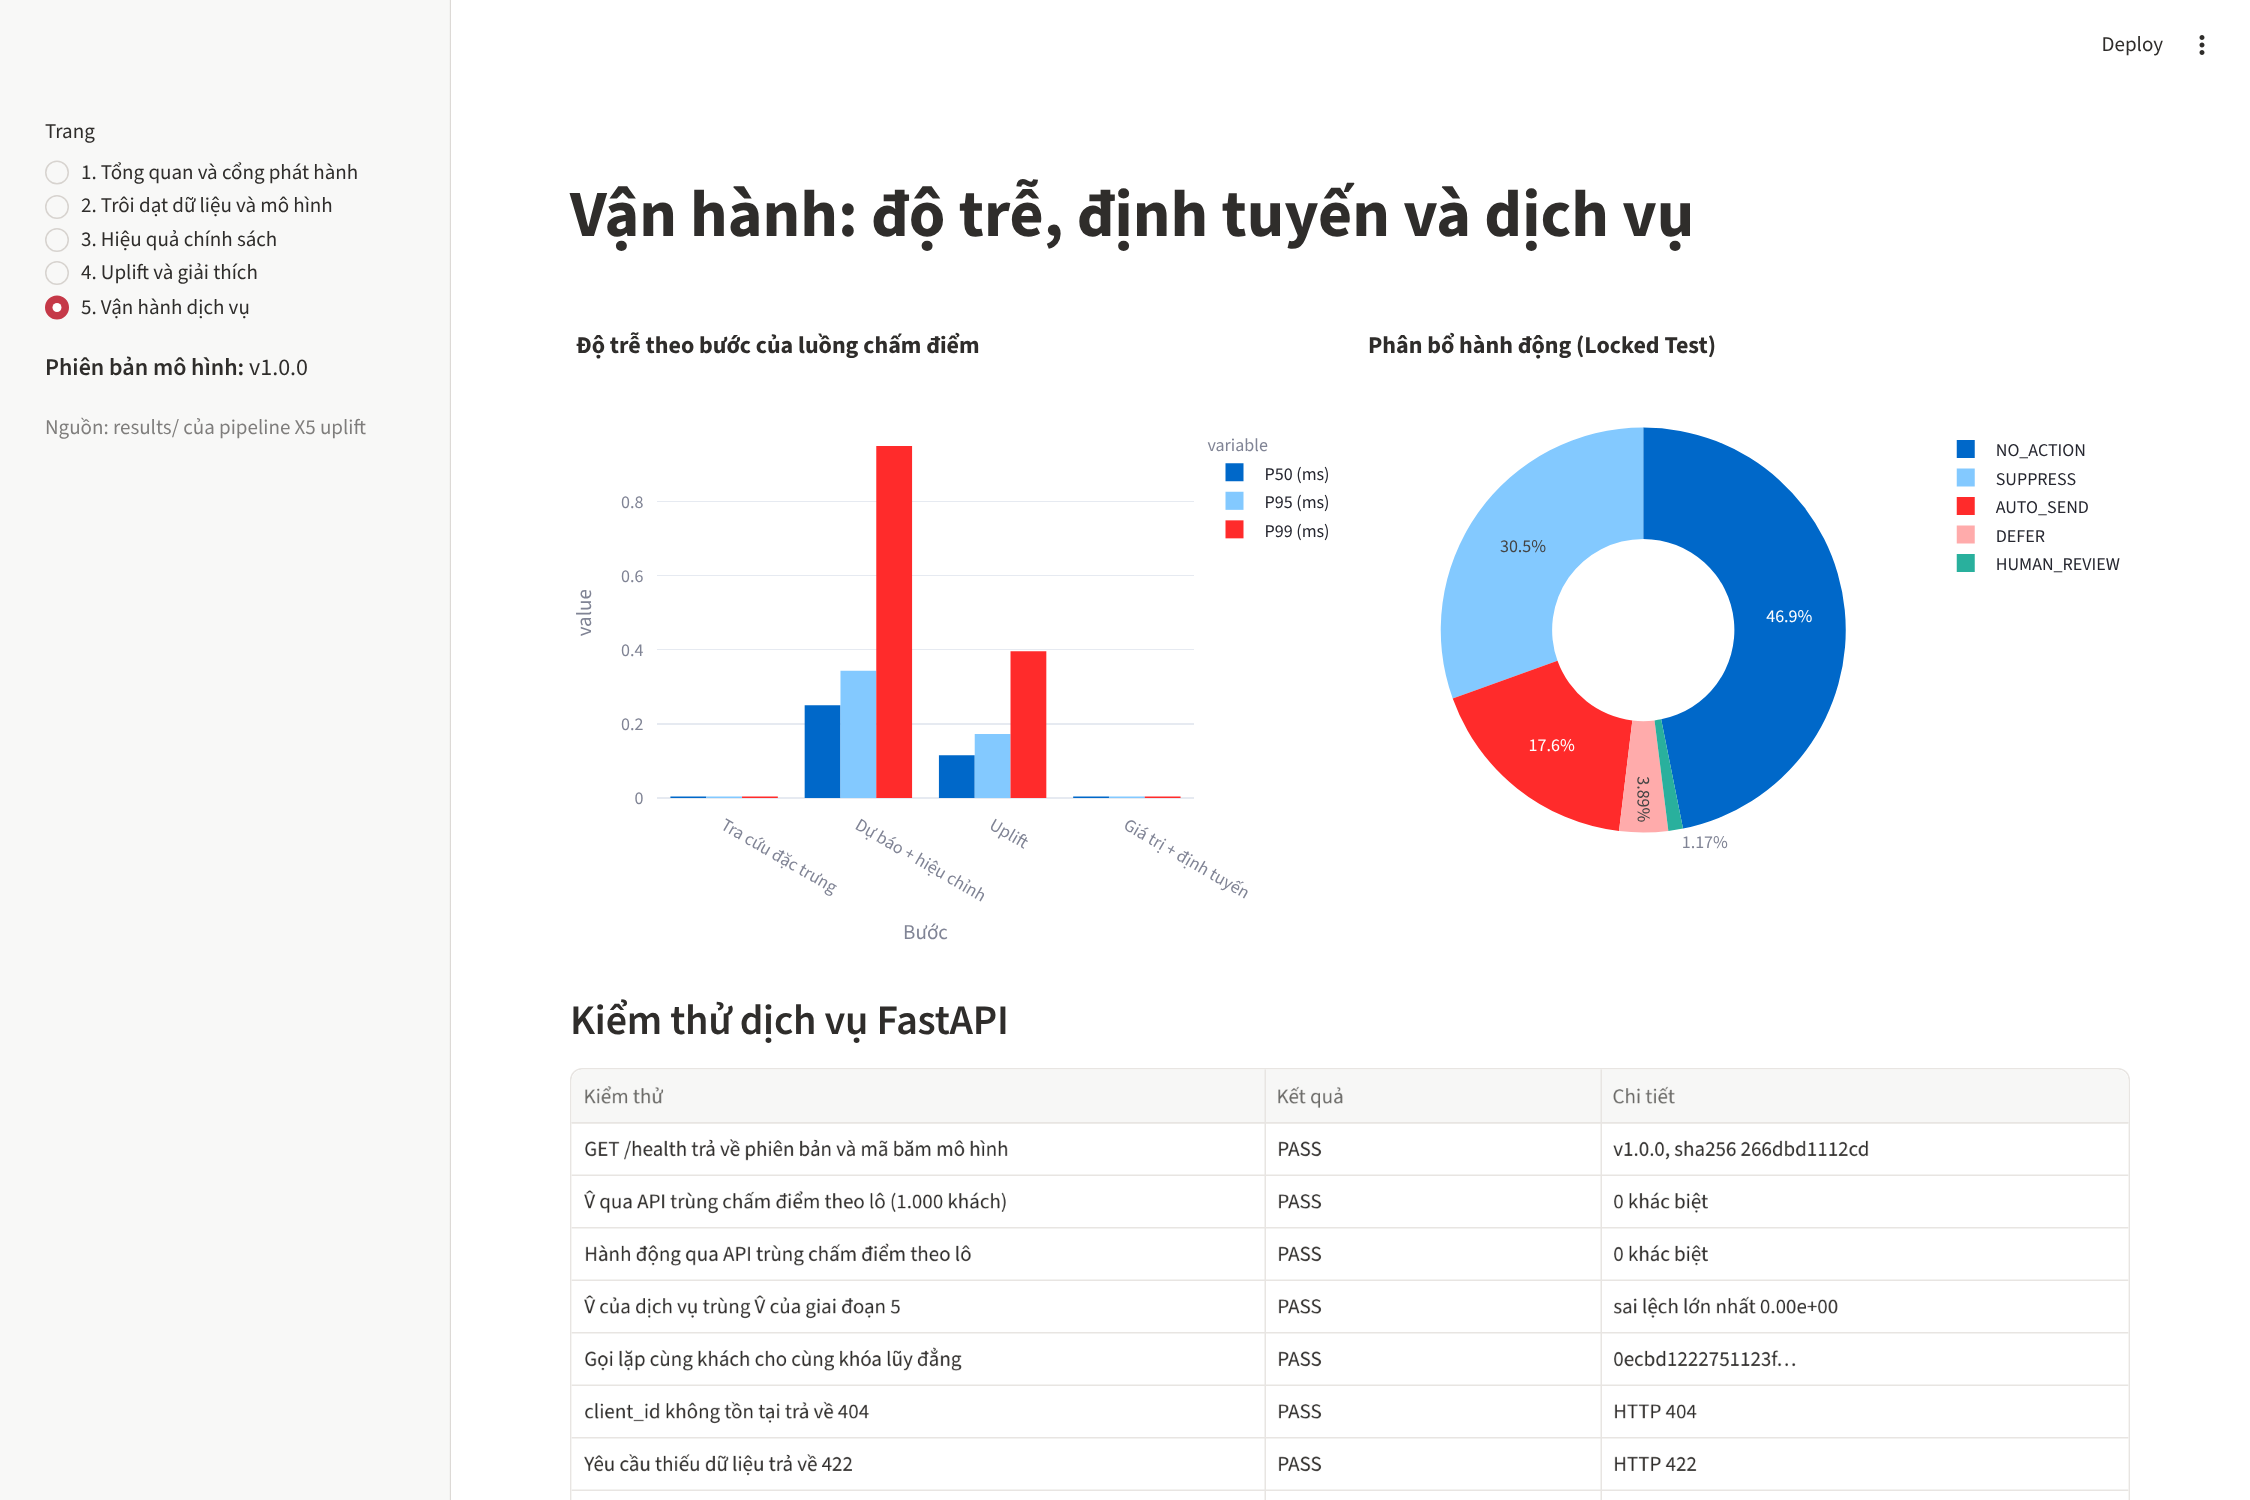 Deploy
Trang
1. Tổng quan và cổng phát hành
2. Trôi dạt dữ liệu và mô hình
3. Hiệu quả chính sách
4. Uplift và giải thích
5. Vận hành dịch vụ
Phiên bản mô hình: v1.0.0
Nguồn: results/ của pipeline X5 uplift
Vận hành: độ trễ, định tuyến và dịch vụ
Độ trễ theo bước của luồng chấm điểm
variable
P50 (ms)
P95 (ms)
P99 (ms)
value
0.8
0.6
0.4
0.2
0
Tra cứu đặc trưng
Dự báo + hiệu chỉnh
Uplift
Giá trị + định tuyến
Bước
Phân bổ hành động (Locked Test)
30.5%
46.9%
17.6%
3.89%
1.17%
NO_ACTION
SUPPRESS
AUTO_SEND
DEFER
HUMAN_REVIEW
Kiểm thử dịch vụ FastAPI
Kiểm thử Kết quả Chi tiết
GET /health trả về phiên bản và mã băm mô hình PASS v1.0.0, sha256 266dbd1112cd
V̂ qua API trùng chấm điểm theo lô (1.000 khách) PASS 0 khác biệt
Hành động qua API trùng chấm điểm theo lô PASS 0 khác biệt
V̂ của dịch vụ trùng V̂ của giai đoạn 5 PASS sai lệch lớn nhất 0.00e+00
Gọi lặp cùng khách cho cùng khóa lũy đẳng PASS 0ecbd1222751123f…
client_id không tồn tại trả về 404 PASS HTTP 404
Yêu cầu thiếu dữ liệu trả về 422 PASS HTTP 422